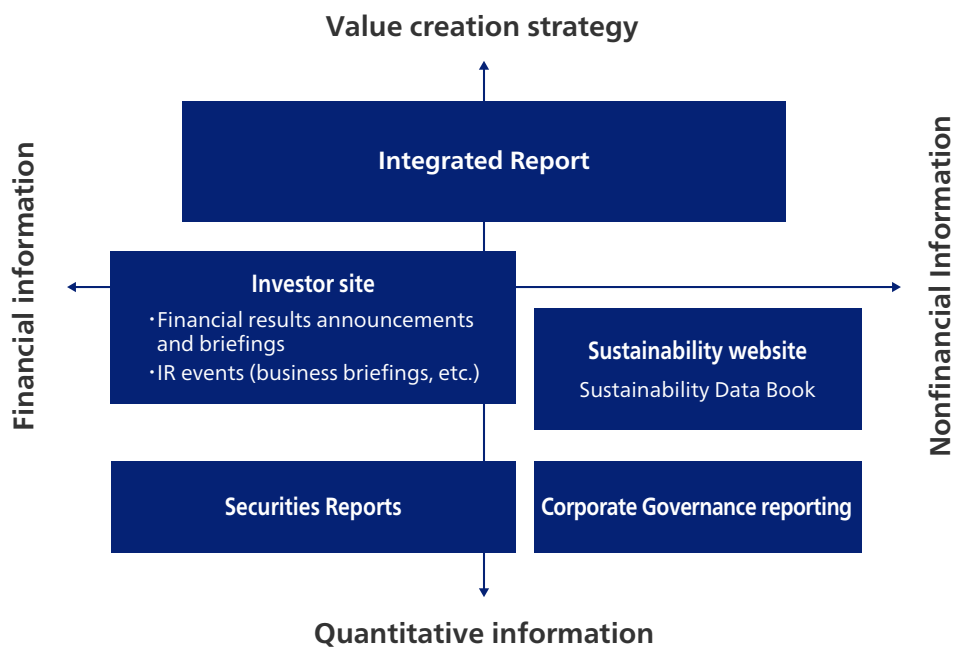 Value creation strategy
Financial information
Nonfinancial Information
Integrated Report
Investor site
・Financial results announcements
and briefings
・IR events (business briefings, etc.)
Sustainability website
Sustainability Data Book
Securities Reports
Corporate Governance reporting
Quantitative information